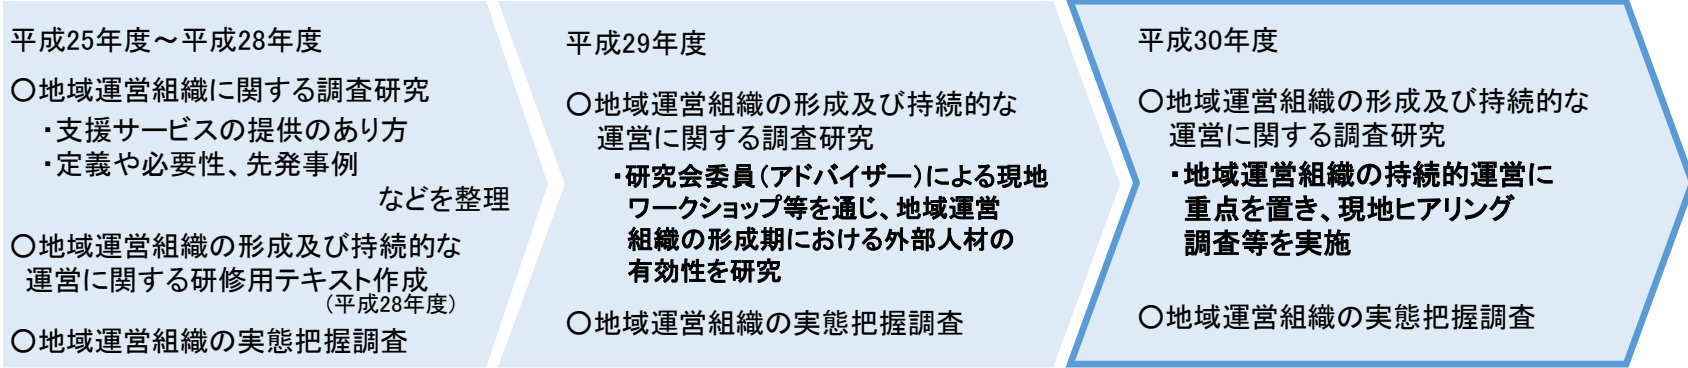 平成25年度～平成28年度
〇地域運営組織に関する調査研究
・支援サービスの提供のあり方
・定義や必要性、先発事例
などを整理
〇地域運営組織の形成及び持続的な
運営に関する研修用テキスト作成
（平成28年度）
〇地域運営組織の実態把握調査
平成29年度
〇地域運営組織の形成及び持続的な
運営に関する調査研究
・研究会委員（アドバイザー）による現地
ワークショップ等を通じ、地域運営
組織の形成期における外部人材の
有効性を研究
〇地域運営組織の実態把握調査
平成30年度
〇地域運営組織の形成及び持続的な
運営に関する調査研究
・地域運営組織の持続的運営に
重点を置き、現地ヒアリング
調査等を実施
〇地域運営組織の実態把握調査